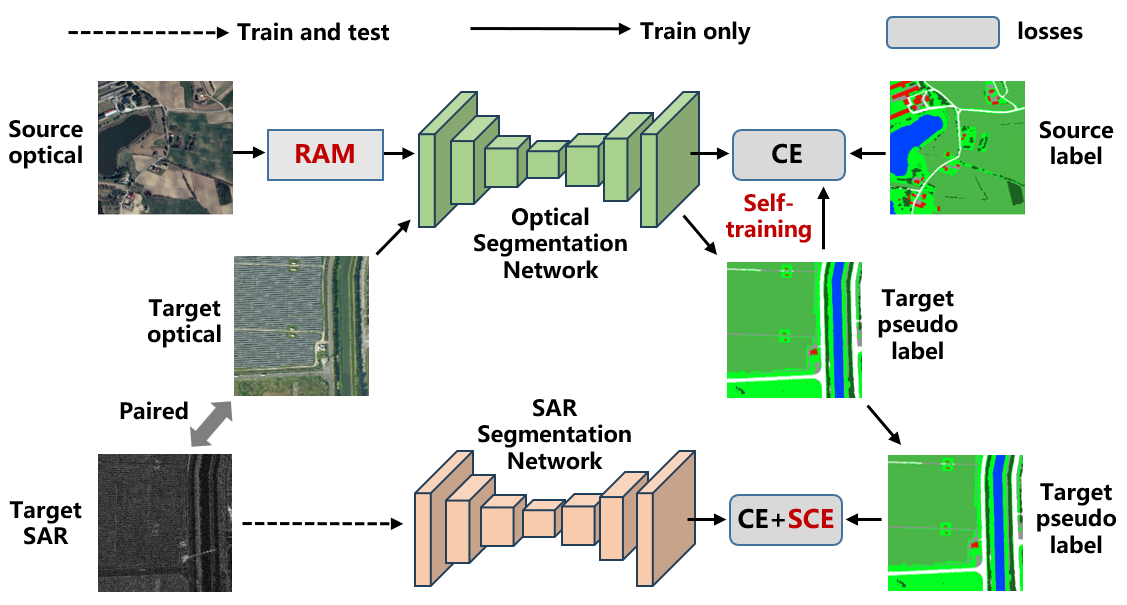 Train and test
Train only
losses
Source
optical
RAM
CE
Source
label
Self-
training
Optical
Segmentation
Network
Target
optical
Target
pseudo
label
Paired
SAR
Segmentation
Network
Target
SAR
CE+SCE
Target
pseudo
label